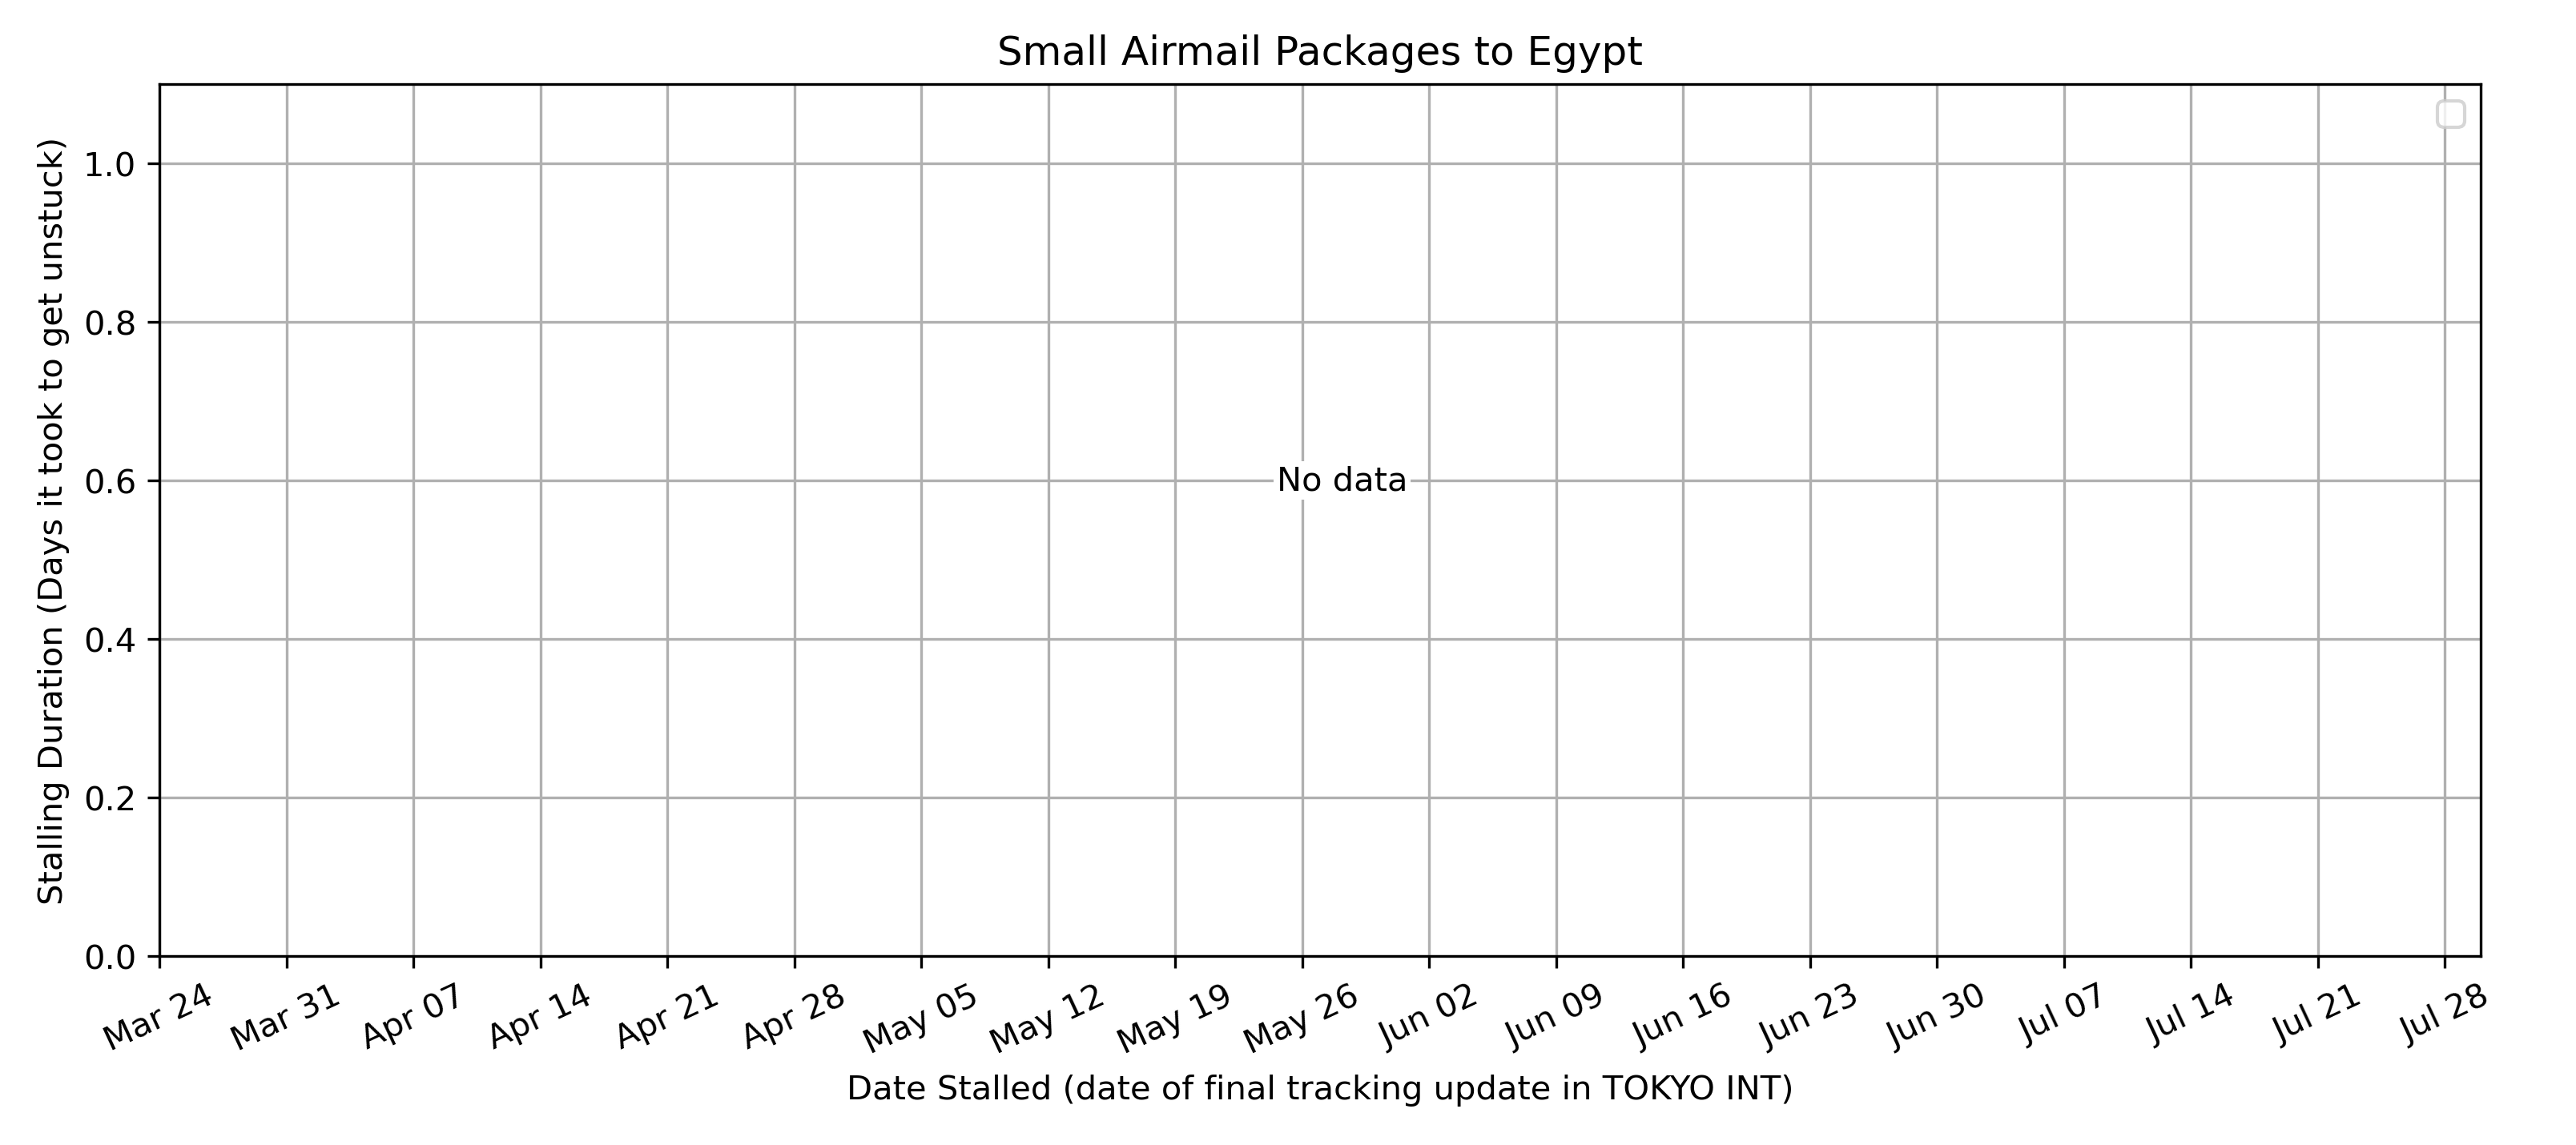 Small Airmail Packages to Egypt
Stalling Duration (Days it took to get unstuck)
1.0
0.8
0.6
0.4
0.2
0.0
No data
Mar 24
Mar 31
Apr 07
Apr 14
Apr 21
Apr 28
May 05
May 12
May 19
May 26
Jun 02
Jun 09
Jun 16
Jun 23
Jun 30
Jul 07
Jul 14
Jul 21
Jul 28
Date Stalled (date of final tracking update in TOKYO INT)